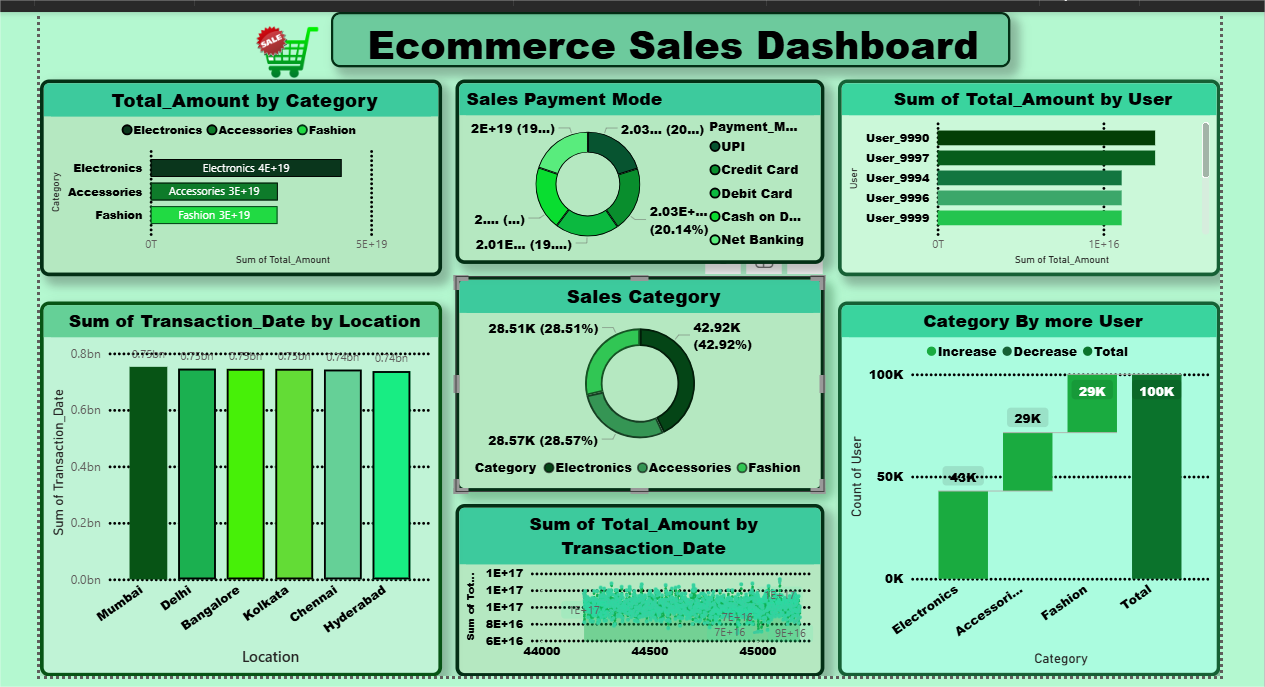 SALE
Ecommerce Sales Dashboard
Total_Amount by Category
Electronics Accessories Fashion
Category
Electronics
Electronics 4E+19
Accessories
Accessories 3E+19
Fashion
Fashion 3E+19
0T 5E+19
Sum of Total_Amount
Sales Payment Mode
2E+19 (19...) 2.03... (20...)
2.... (...) 2.03E+...
(20.14%)
2.01E... (19....)
Payment_M...
UPI
Credit Card
Debit Card
Cash on D...
Net Banking
Sum of Total_Amount by User
User
User_9990
User_9997
User_9994
User_9996
User_9999
0T 1E+16
Sum of Total_Amount
Sum of Transaction_Date by Location
Sum of Transaction_Date
0.8bn
0.6bn
0.4bn
0.2bn
0.0bn
0.75bn 0.75bn 0.75bn 0.75bn 0.74bn 0.74bn
Mumbai Delhi Bangalore Kolkata Chennai Hyderabad
Location
Sales Category
28.51K (28.51%) 42.92K
(42.92%)
28.57K (28.57%)
Category Electronics Accessories Fashion
Sum of Total_Amount by
Transaction_Date
Sum of Tot...
1E+17
1E+17
1E+17
8E+16
6E+16
1E+17 1E+17
7E+16
7E+16 9E+16
44000 44500 45000
Category By more User
Increase Decrease Total
Count of User
100K
50K
0K
43K
29K
29K
100K
Electronics Accessori... Fashion Total
Category